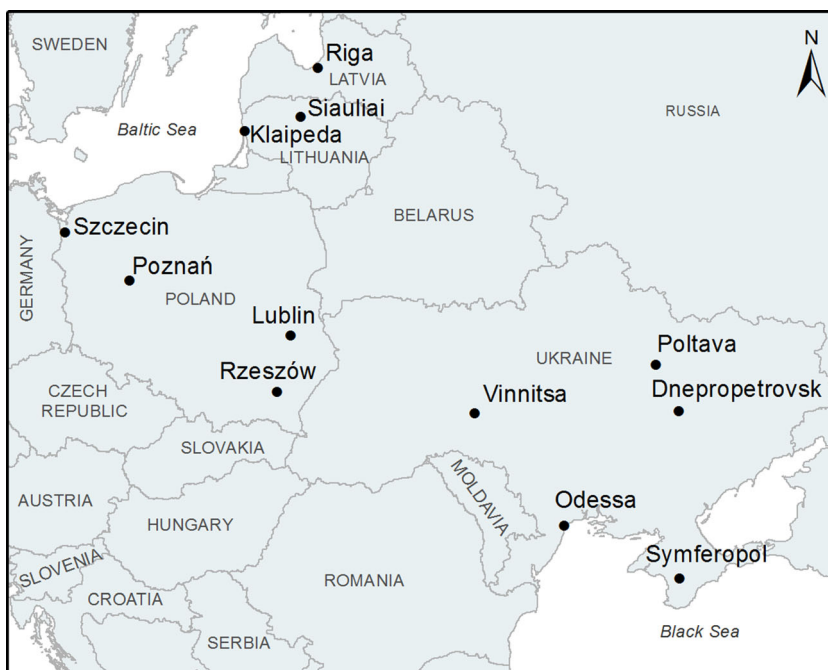 SWEDEN
N
Riga
LATVIA
Siauliai
RUSSIA
Baltic Sea
Klaipeda
LITHUANIA
BELARUS
Szczecin
GERMANY
Poznań
POLAND
Lublin
UKRAINE
Poltava
Rzeszów
CZECH
REPUBLIC
Vinnitsa
Dnepropetrovsk
SLOVAKIA
MOLDAVIA
AUSTRIA
HUNGARY
Odessa
SLOVENIA
ROMANIA
Symferopol
CROATIA
SERBIA
Black Sea